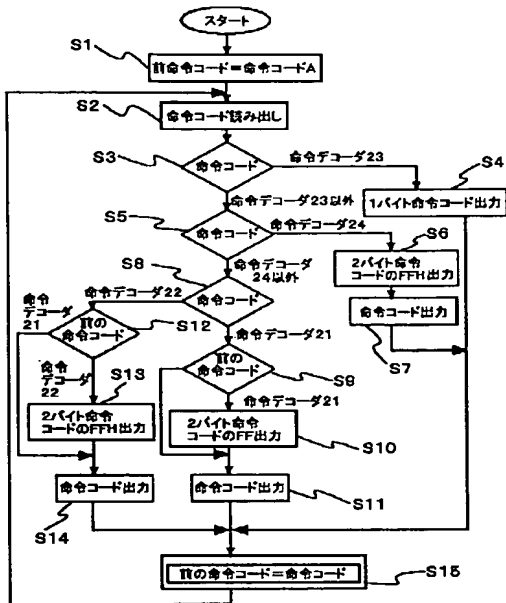 スタート
S1
前命令コード=命令コードA
S2
命令コード読み出し
S3
命令コード
命令デコーダ23
S4
1バイト命令コード出力
命令デコーダ23以外
S5
命令コード
命令デコーダ24
S6
2バイト命令
コードのFFH出力
S7
命令コード出力
命令デコーダ
24以外
S8
命令コード
命令デコーダ22
命令
デコーダ
21
前の
命令コード
S12
命令
デコーダ
22
命令デコーダ21
前の
命令コード
S9
命令デコーダ21
S13
2バイト命令
コードのFFH出力
2バイト命令
コードのFF出力
S10
命令コード出力
S14
命令コード出力
S11
前の命令コード=命令コード
S15